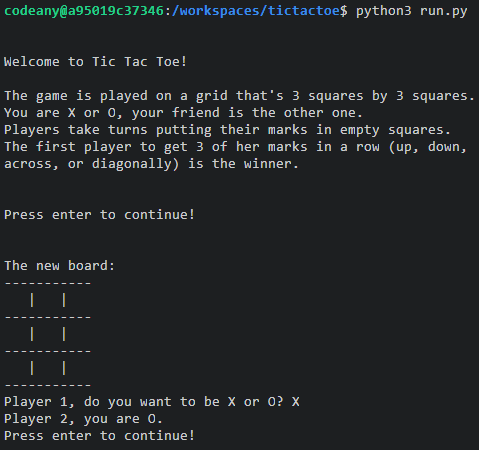 codeany@a95019c37346:/workspaces/tictactoe$ python3 run.py
Welcome to Tic Tac Toe!
The game is played on a grid that's 3 squares by 3 squares.
You are X or O, your friend is the other one.
Players take turns putting their marks in empty squares.
The first player to get 3 of her marks in a row (up, down,
across, or diagonally) is the winner.
Press enter to continue!
The new board:
-----------
   |   |
-----------
   |   |
-----------
   |   |
-----------
Player 1, do you want to be X or O? X
Player 2, you are O.
Press enter to continue!